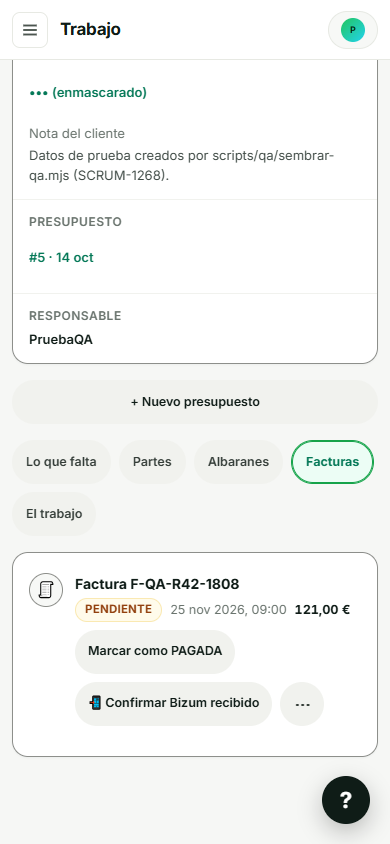 Trabajo
P
••• (enmascarado)
Nota del cliente
Datos de prueba creados por scripts/qa/sembrar-
qa.mjs (SCRUM-1268).
PRESUPUESTO
#5 · 14 oct
RESPONSABLE
PruebaQA
+ Nuevo presupuesto
Lo que falta
Partes
Albaranes
Facturas
El trabajo
Factura F-QA-R42-1808
PENDIENTE 25 nov 2026, 09:00 121,00 €
Marcar como PAGADA
📲 Confirmar Bizum recibido
...
?